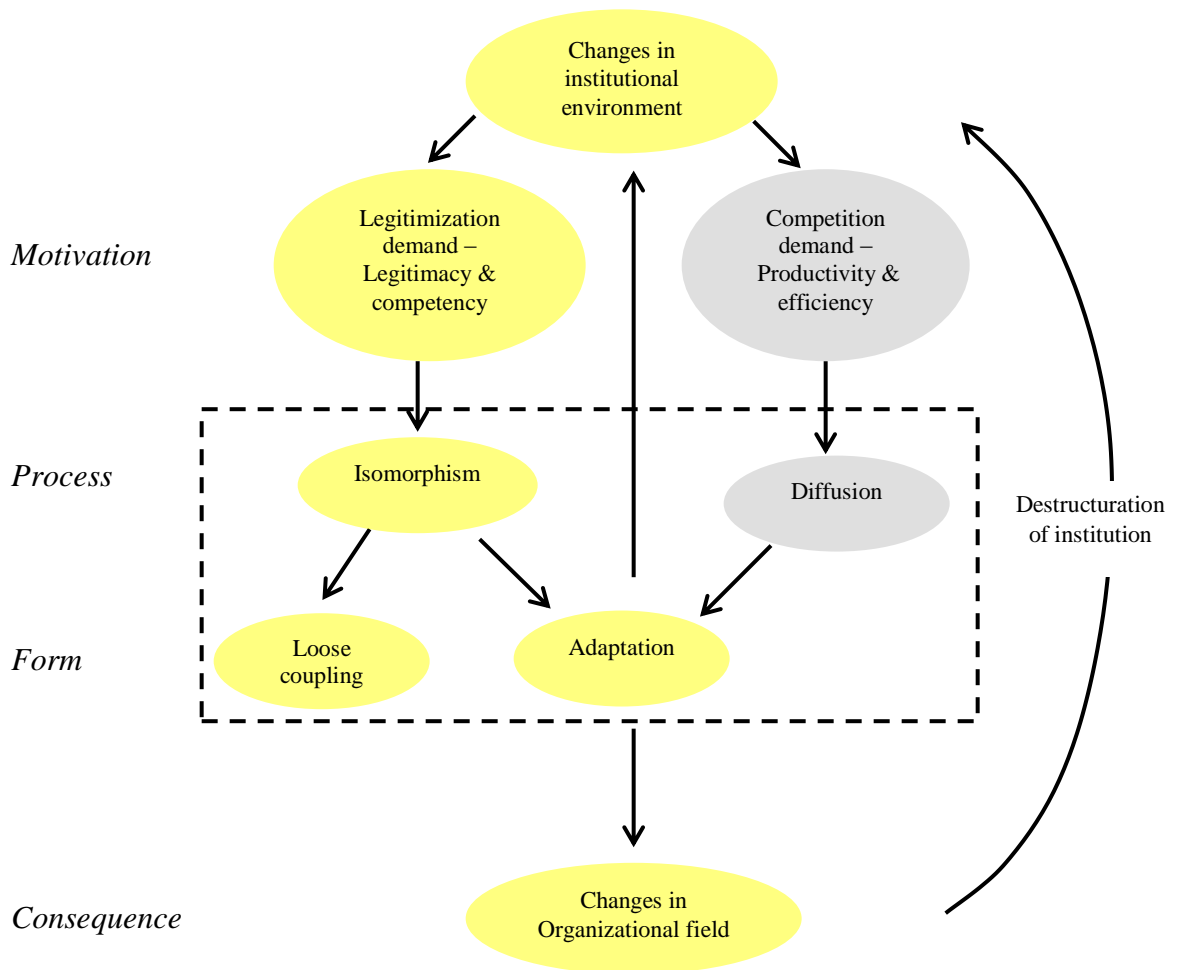 Changes in
institutional
environment
Motivation
Legitimization
demand –
Legitimacy &
competency
Competition
demand –
Productivity &
efficiency
Process
Isomorphism
Diffusion
Destructuration
of institution
Form
Loose
coupling
Adaptation
Consequence
Changes in
Organizational field